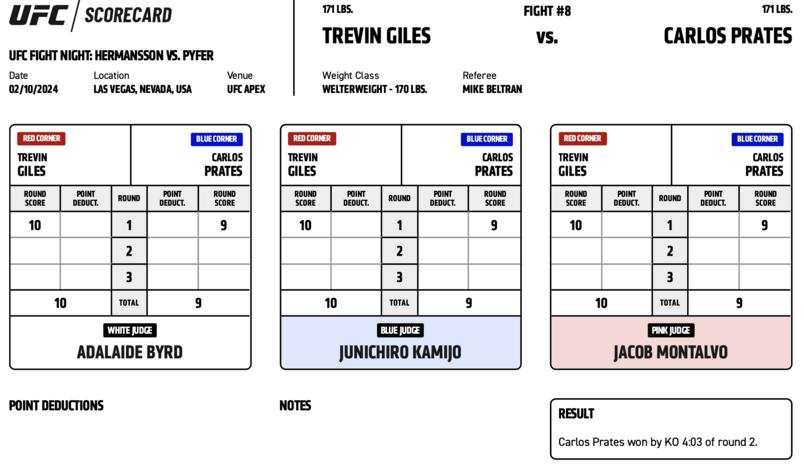 UFC SCORECARD
UFC FIGHT NIGHT: HERMANSSON VS. PYFER
Date Location Venue
02/10/2024 LAS VEGAS, NEVADA, USA UFC APEX
171 LBS. FIGHT #8 171 LBS.
TREVIN GILES VS. CARLOS PRATES
Weight Class Referee
WELTERWEIGHT - 170 LBS. MIKE BELTRAN
RED CORNER BLUE CORNER
TREVIN CARLOS
GILES PRATES
ROUND POINT ROUND POINT ROUND
SCORE DEDUCT. DEDUCT. SCORE
10 1 9
2
3
10 TOTAL 9
WHITE JUDGE
ADALAIDE BYRD
RED CORNER BLUE CORNER
TREVIN CARLOS
GILES PRATES
ROUND POINT ROUND POINT ROUND
SCORE DEDUCT. DEDUCT. SCORE
10 1 9
2
3
10 TOTAL 9
BLUE JUDGE
JUNICHIRO KAMIJO
RED CORNER BLUE CORNER
TREVIN CARLOS
GILES PRATES
ROUND POINT ROUND POINT ROUND
SCORE DEDUCT. DEDUCT. SCORE
10 1 9
2
3
10 TOTAL 9
PINK JUDGE
JACOB MONTALVO
POINT DEDUCTIONS
NOTES
RESULT
Carlos Prates won by KO 4:03 of round 2.